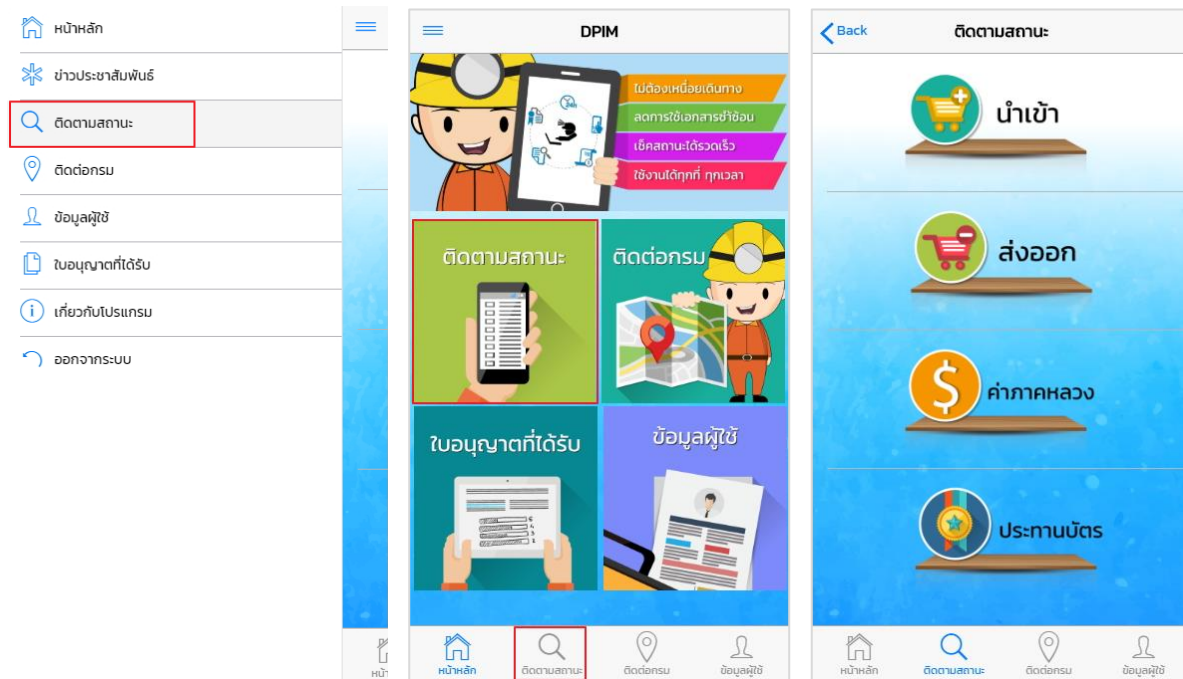 หน้าหลัก
ข่าวประชาสัมพันธ์
ติดตามสถานะ
ติดต่อกรม
ข้อมูลผู้ใช้
ใบอนุญาตที่ได้รับ
เกี่ยวกับโปรแกรม
ออกจากระบบ
DPIM
ไม่ต้องเหนื่อยเดินทาง
ลดการใช้เอกสารซ้ำซ้อน
เช็คสถานะได้รวดเร็ว
ใช้งานได้ทุกที่ ทุกเวลา
ติดตามสถานะ
ติดต่อกรม
ใบอนุญาตที่ได้รับ
ข้อมูลผู้ใช้
หน้าหลัก
ติดตามสถานะ
ติดต่อกรม
ข้อมูลผู้ใช้
Back
ติดตามสถานะ
นำเข้า
ส่งออก
ค่าภาคหลวง
ประทานบัตร
หน้าหลัก
ติดตามสถานะ
ติดต่อกรม
ข้อมูลผู้ใช้